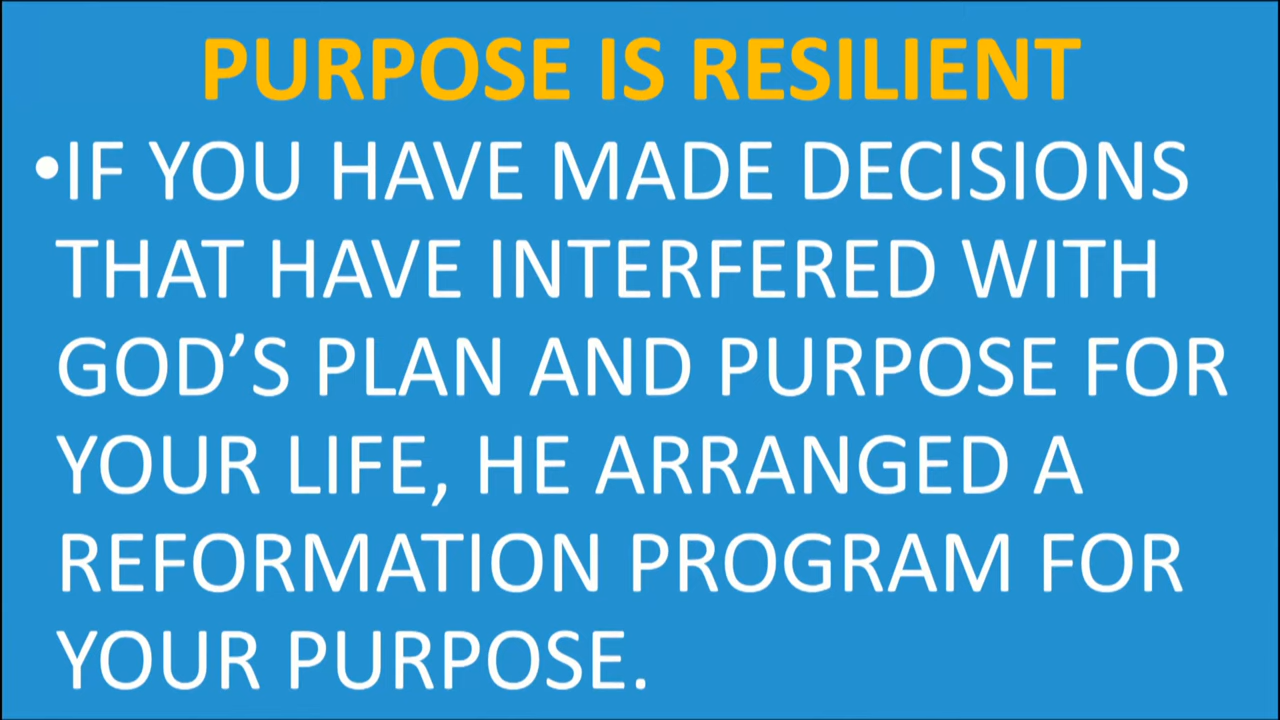 PURPOSE IS RESILIENT
•IF YOU HAVE MADE DECISIONS
THAT HAVE INTERFERED WITH
GOD’S PLAN AND PURPOSE FOR
YOUR LIFE, HE ARRANGED A
REFORMATION PROGRAM FOR
YOUR PURPOSE.